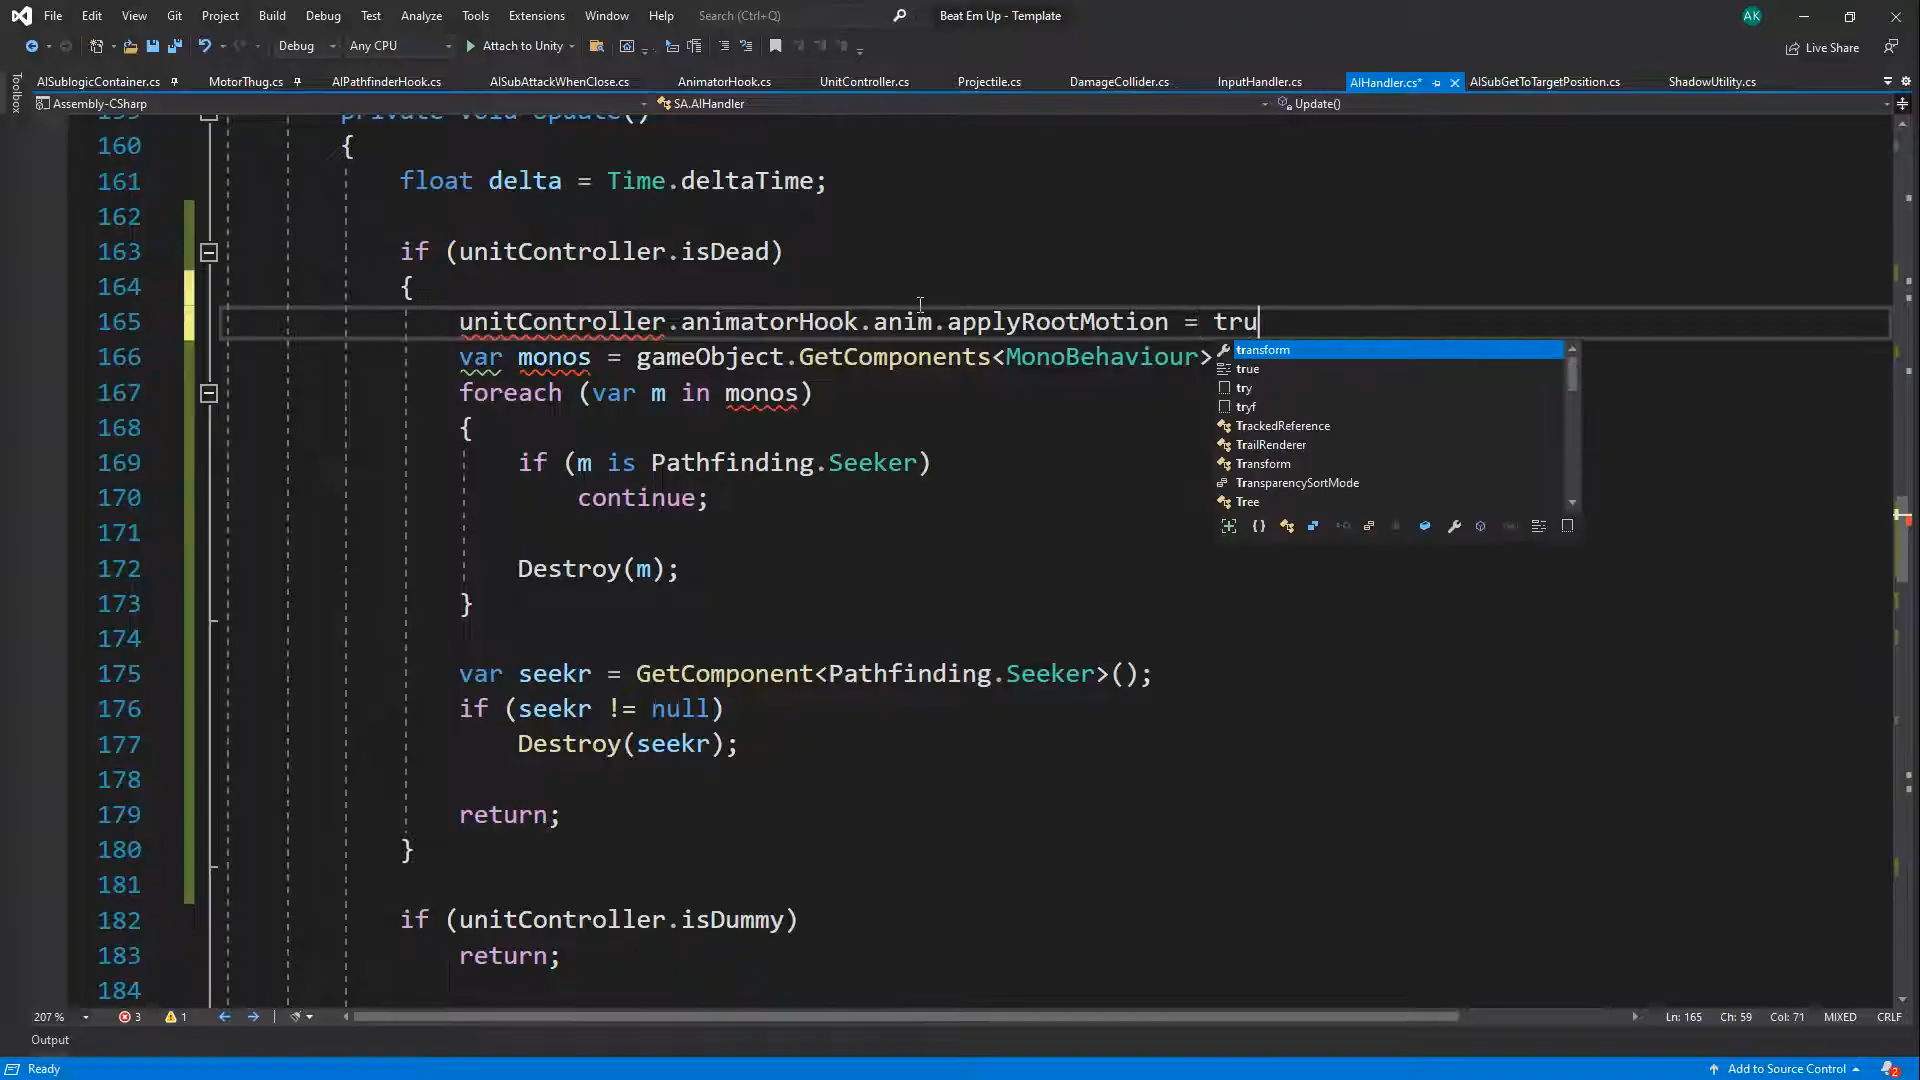 File Edit View Git Project Build Debug Test Analyze Tools Extensions Window Help Search (Ctrl+Q) Beat Em Up - Template AK
Debug Any CPU Attach to Unity Live Share
AISublogicContainer.cs MotorThug.cs AIPathfinderHook.cs AISubAttackWhenClose.cs AnimatorHook.cs UnitController.cs Projectile.cs DamageCollider.cs InputHandler.cs AIHandler.cs* AISubGetToTargetPosition.cs ShadowUtility.cs
Toolbox
Assembly-CSharp SA.AIHandler Update()
159 private void Update()
160 {
161 float delta = Time.deltaTime;
162
163 if (unitController.isDead)
164 {
165 unitController.animatorHook.anim.applyRootMotion = tru
166 var monos = gameObject.GetComponents<MonoBehaviour>
167 foreach (var m in monos)
168 {
169 if (m is Pathfinding.Seeker)
170 continue;
171
172 Destroy(m);
173 }
174
175 var seekr = GetComponent<Pathfinding.Seeker>();
176 if (seekr != null)
177 Destroy(seekr);
178
179 return;
180 }
181
182 if (unitController.isDummy)
183 return;
184
transform
true
try
tryf
TrackedReference
TrailRenderer
Transform
TransparencySortMode
Tree
207 % 3 1 Ln: 165 Ch: 59 Col: 71 MIXED CRLF
Output
Ready Add to Source Control 2